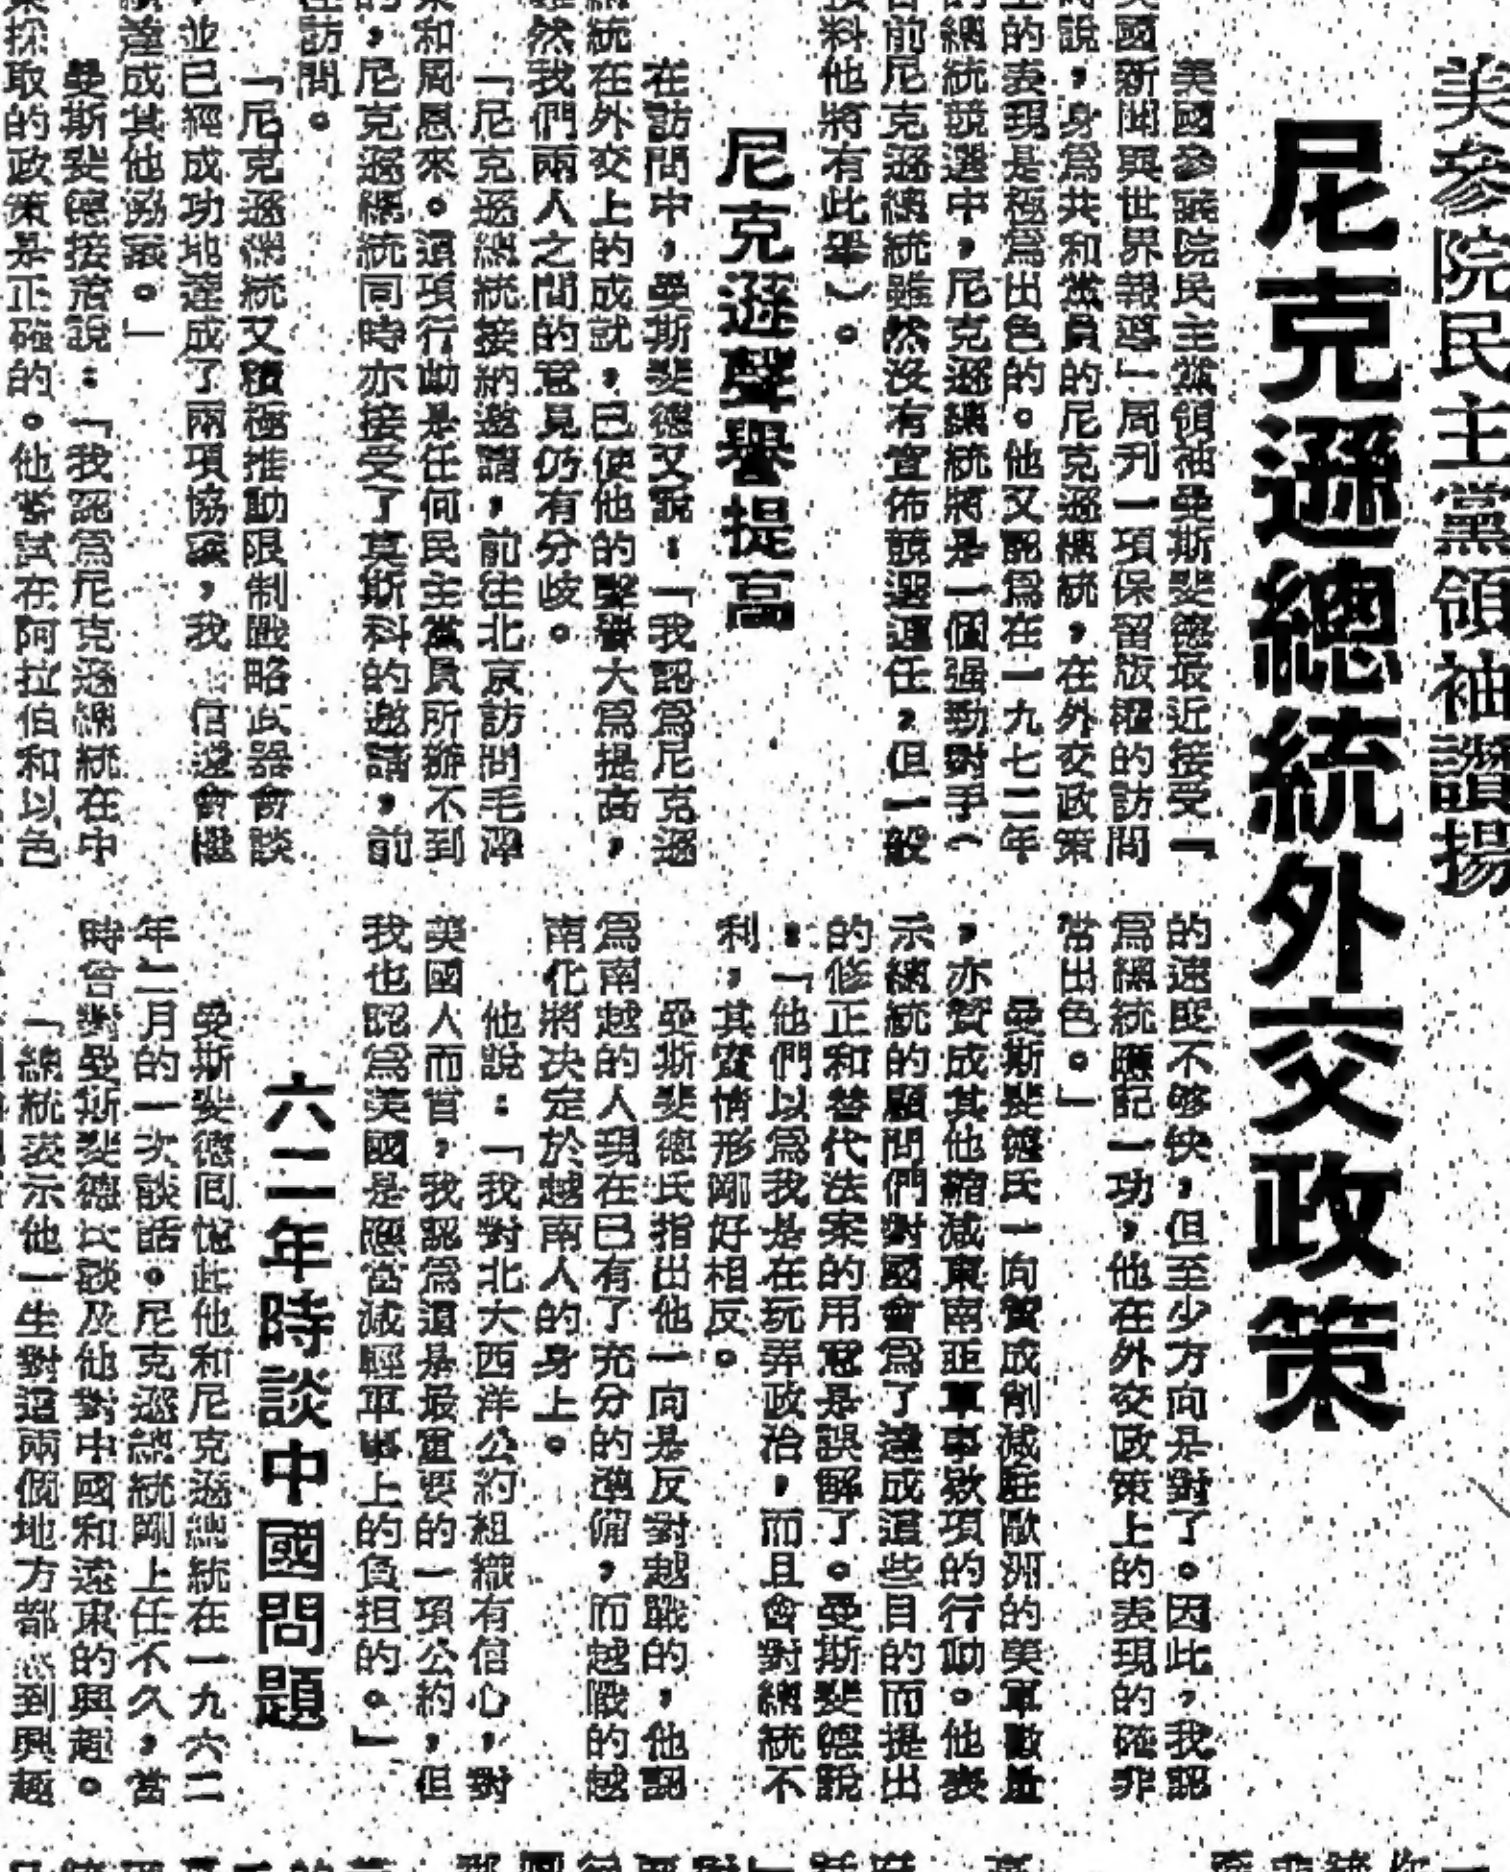 美參院民主黨領袖讚揚
尼克遜總統外交政策
美國參議院民主黨領袖曼斯斐德最近接受「
美國新聞與世界報導」周刊一項保留版權的訪問
時說，身爲共和黨員的尼克遜總統，在外交政策
上的表現是極爲出色的。他又認爲在一九七二年
的總統競選中，尼克遜總統將是一個强勁對手（
目前尼克遜總統雖然沒有宣佈競選連任，但一般
預料他將有此舉）。
尼克遜聲譽提高
在訪問中，曼斯斐德又說：「我認爲尼克遜
總統在外交上的成就，已使他的聲譽大爲提高，
雖然我們兩人之間的意見仍有分歧。
「尼克遜總統接納邀請，前往北京訪問毛澤
東和周恩來。這項行動是任何民主黨員所辦不到
的，尼克遜總統同時亦接受了莫斯科的邀請，前
往訪問。
「尼克遜總統又積極推動限制戰略武器會談
，並已經成功地達成了兩項協議，我 信還會繼
續達成其他協議。」
曼斯斐德接着說：「我認爲尼克遜總統在中
東採取的政策是正確的。他嘗試在阿拉伯和以色
的速度不够快，但至少方向是對了。因此，我認
爲總統應記一功，他在外交政策上的表現的確非
常出色。」
曼斯斐德氏一向贊成削減駐歐洲的美軍數量
，亦贊成其他縮減東南亞軍事欵項的行動。他表
示總統的顧問們對國會爲了達成這些目的而提出
的修正和替代法案的用意是誤解了。曼斯斐德說
：「他們以爲我是在玩弄政治，而且會對總統不
利，其實情形剛好相反。
曼斯斐德氏指出他一向是反對越戰的，他認
爲南越的人現在已有了充分的準備，而越戰的越
南化將决定於越南人的身上。
他說：「我對北大西洋公約組織有信心，對
美國人而言，我認爲這是最重要的一項公約，但
我也認爲美國是應當減輕軍事上的負担的。」
六二年時談中國問題
曼斯斐德回憶起他和尼克遜總統在一九六二
年二月的一次談話。尼克遜總統剛上任不久，當
時會對曼斯斐德氏談及他對中國和遠東的興趣。
「總統表示他一生對這兩個地方都感到興趣